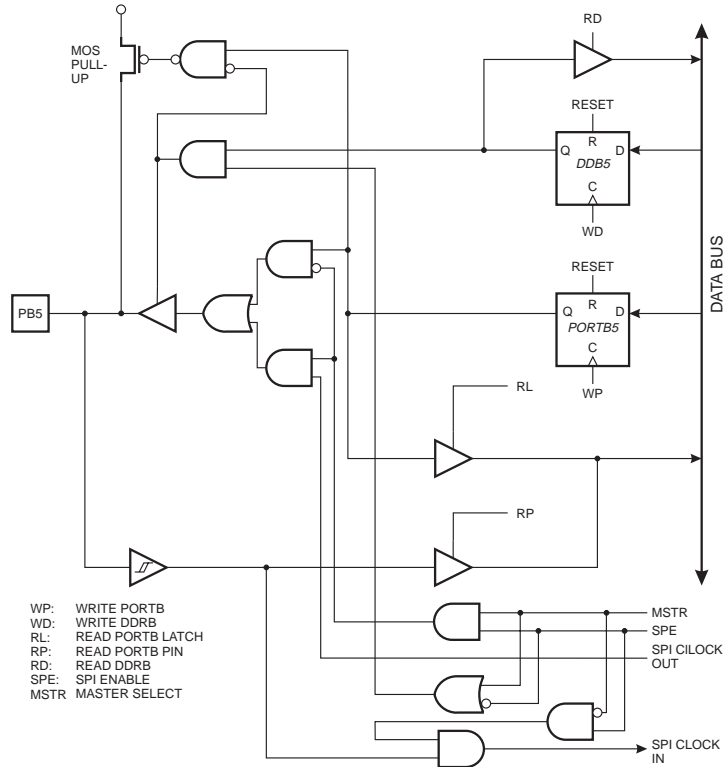 RD
MOS
PULL-
UP
RESET
R
Q
D
DDB5
C
WD
RESET
R
Q
D
PORTB5
C
WP
PB5
DATA BUS
RL
RP
MSTR
SPE
SPI CILOCK
OUT
SPI CLOCK
IN
WP: WRITE PORTB
WD: WRITE DDRB
RL: READ PORTB LATCH
RP: READ PORTB PIN
RD: READ DDRB
SPE: SPI ENABLE
MSTR MASTER SELECT